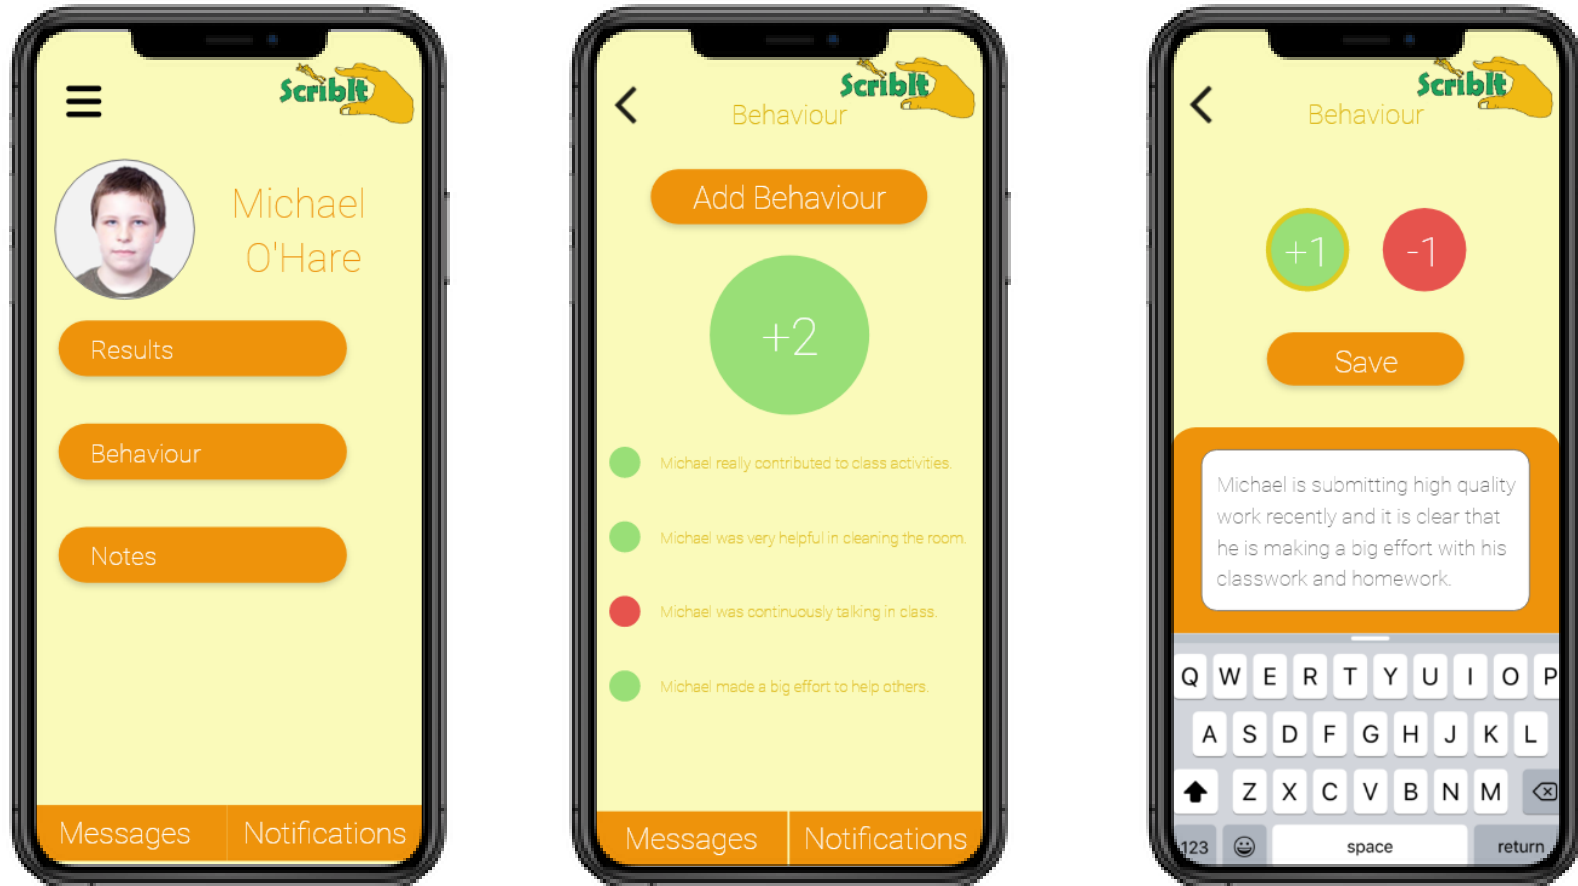 ScribIt
Michael
O'Hare
Results
Behaviour
Notes
Messages
Notifications
ScribIt
Behaviour
Add Behaviour
+2
Michael really contributed to class activities.
Michael was very helpful in cleaning the room.
Michael was continuously talking in class.
Michael made a big effort to help others.
Messages
Notifications
ScribIt
Behaviour
+1
-1
Save
Michael is submitting high quality
work recently and it is clear that
he is making a big effort with his
classwork and homework.
Q W E R T Y U I O P
A S D F G H J K L
Z X C V B N M
123 space return